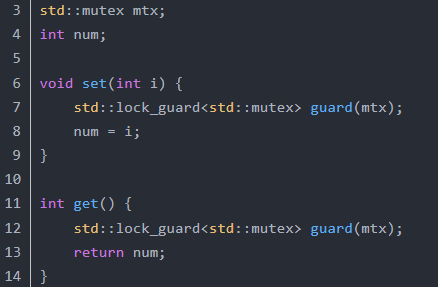 3 std::mutex mtx;
4 int num;
5
6 void set(int i) {
7     std::lock_guard<std::mutex> guard(mtx);
8     num = i;
9 }
10
11 int get() {
12     std::lock_guard<std::mutex> guard(mtx);
13     return num;
14 }